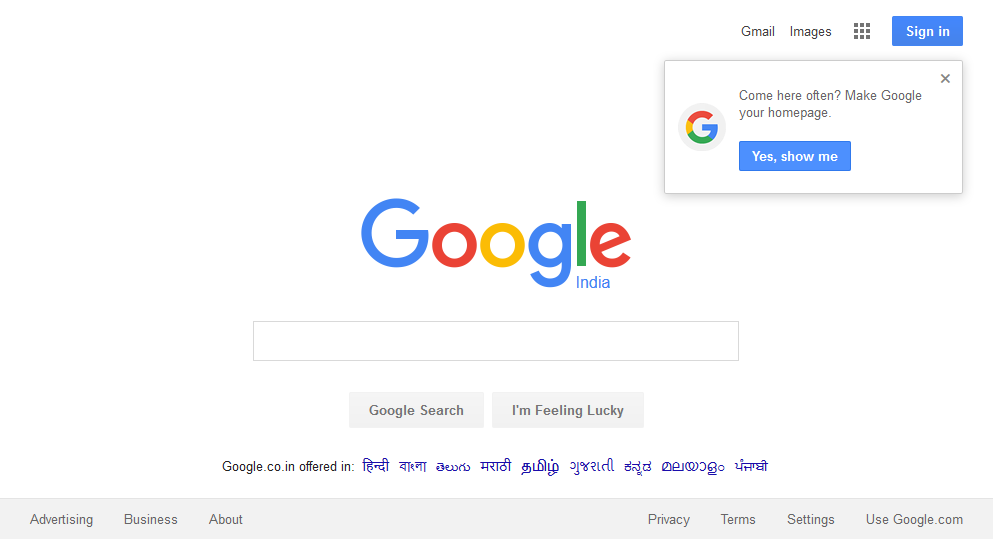 Gmail Images Sign in
Come here often? Make Google
your homepage.
Yes, show me
Google
India
Google Search I'm Feeling Lucky
Google.co.in offered in: हिन्दी বাংলা తెలుగు मराठी தமிழ் ગુજરાતી ಕನ್ನಡ മലയാളം ਪੰਜਾਬੀ
Advertising Business About Privacy Terms Settings Use Google.com